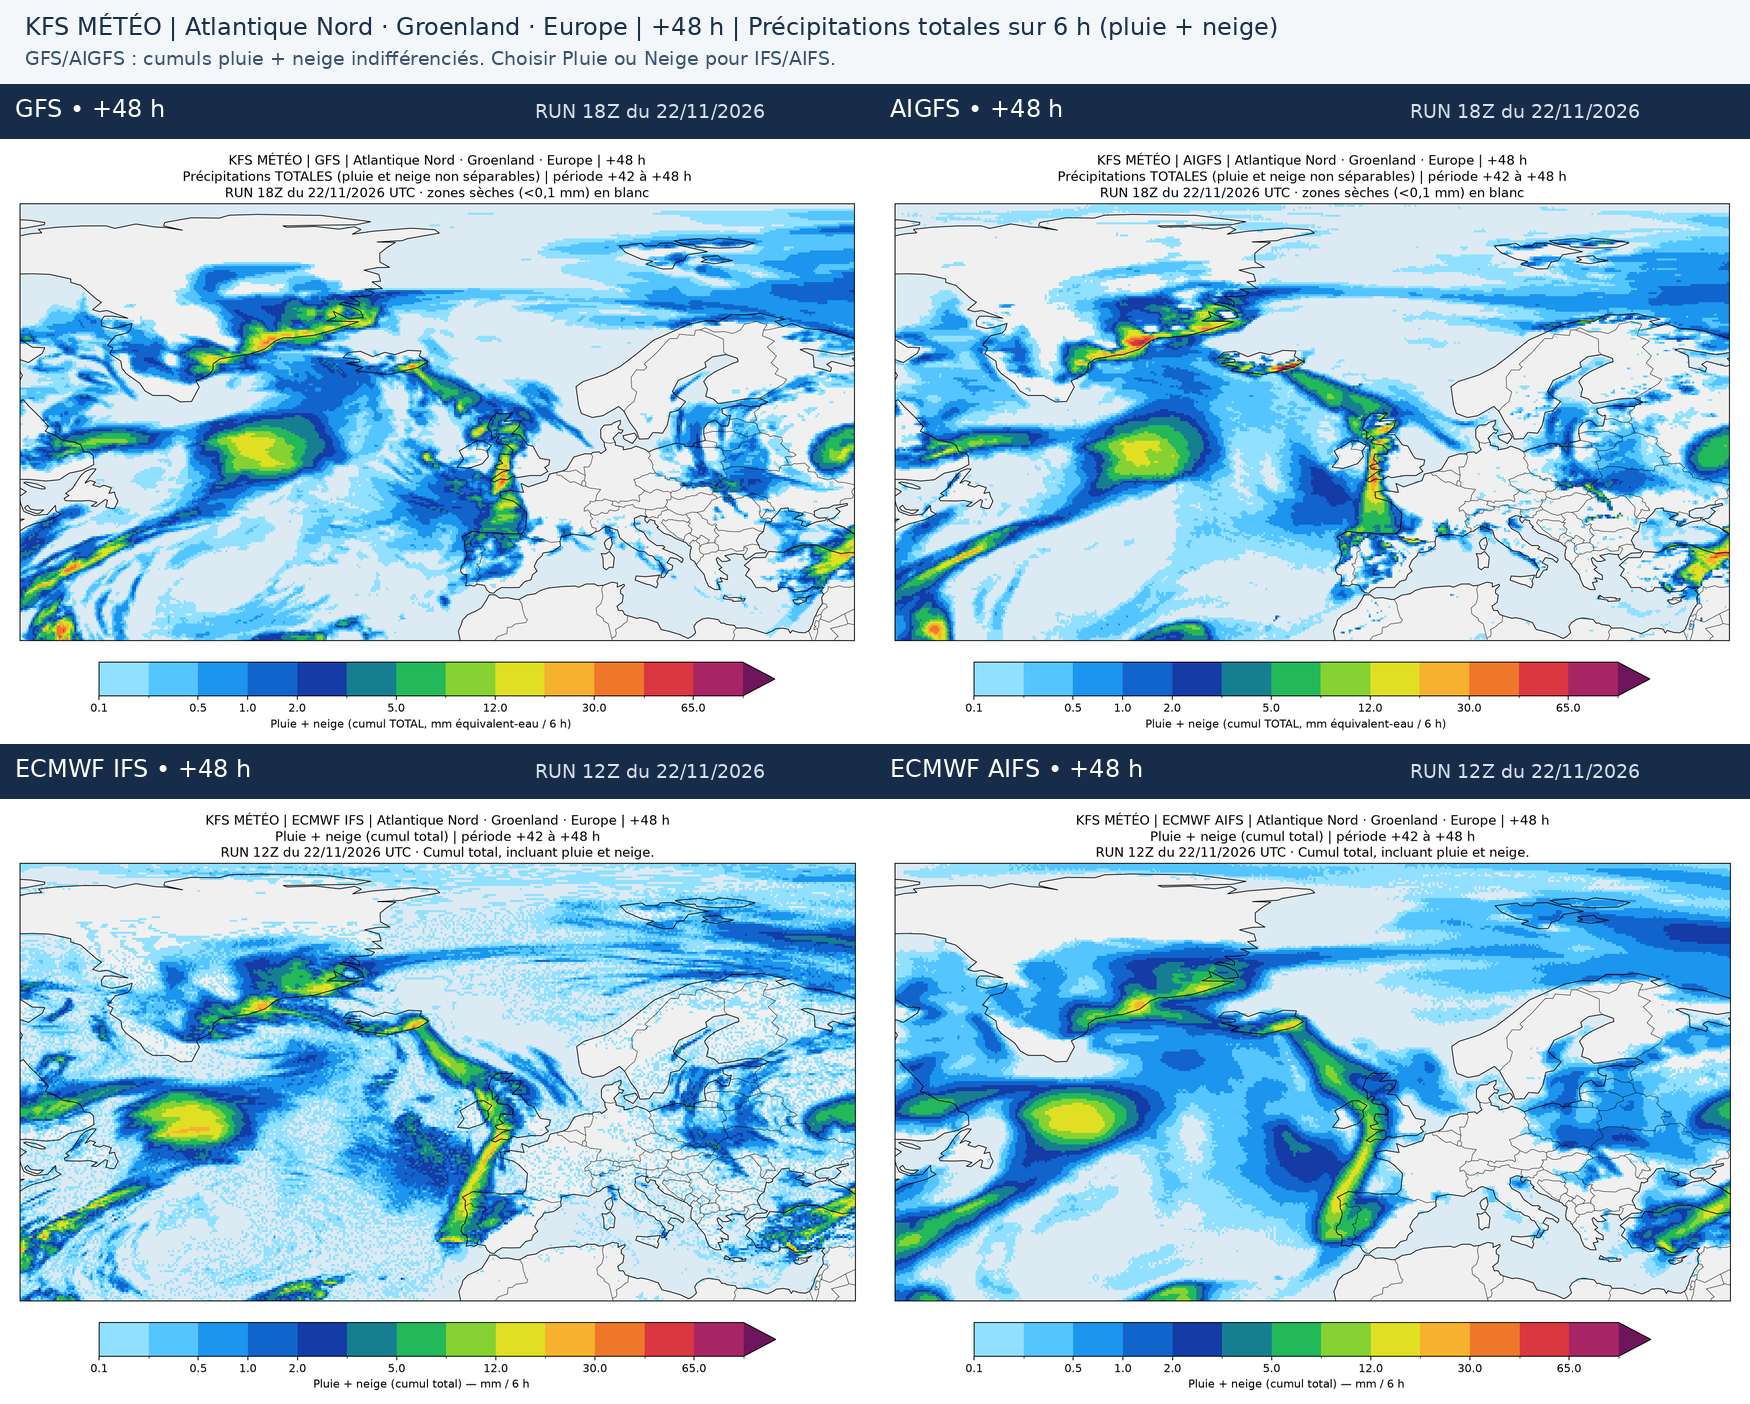 KFS MÉTÉO | Atlantique Nord · Groenland · Europe | +48 h | Précipitations totales sur 6 h (pluie + neige)
GFS/AIGFS : cumuls pluie + neige indifférenciés. Choisir Pluie ou Neige pour IFS/AIFS.
GFS • +48 h
RUN 18Z du 22/11/2026
AIGFS • +48 h
RUN 18Z du 22/11/2026
KFS MÉTÉO | GFS | Atlantique Nord · Groenland · Europe | +48 h
Précipitations TOTALES (pluie et neige non séparables) | période +42 à +48 h
RUN 18Z du 22/11/2026 UTC · zones sèches (<0,1 mm) en blanc
KFS MÉTÉO | AIGFS | Atlantique Nord · Groenland · Europe | +48 h
Précipitations TOTALES (pluie et neige non séparables) | période +42 à +48 h
RUN 18Z du 22/11/2026 UTC · zones sèches (<0,1 mm) en blanc
0.1 0.5 1.0 2.0 5.0 12.0 30.0 65.0
Pluie + neige (cumul TOTAL, mm équivalent-eau / 6 h)
0.1 0.5 1.0 2.0 5.0 12.0 30.0 65.0
Pluie + neige (cumul TOTAL, mm équivalent-eau / 6 h)
ECMWF IFS • +48 h
RUN 12Z du 22/11/2026
ECMWF AIFS • +48 h
RUN 12Z du 22/11/2026
KFS MÉTÉO | ECMWF IFS | Atlantique Nord · Groenland · Europe | +48 h
Pluie + neige (cumul total) | période +42 à +48 h
RUN 12Z du 22/11/2026 UTC · Cumul total, incluant pluie et neige.
KFS MÉTÉO | ECMWF AIFS | Atlantique Nord · Groenland · Europe | +48 h
Pluie + neige (cumul total) | période +42 à +48 h
RUN 12Z du 22/11/2026 UTC · Cumul total, incluant pluie et neige.
0.1 0.5 1.0 2.0 5.0 12.0 30.0 65.0
Pluie + neige (cumul total) — mm / 6 h
0.1 0.5 1.0 2.0 5.0 12.0 30.0 65.0
Pluie + neige (cumul total) — mm / 6 h